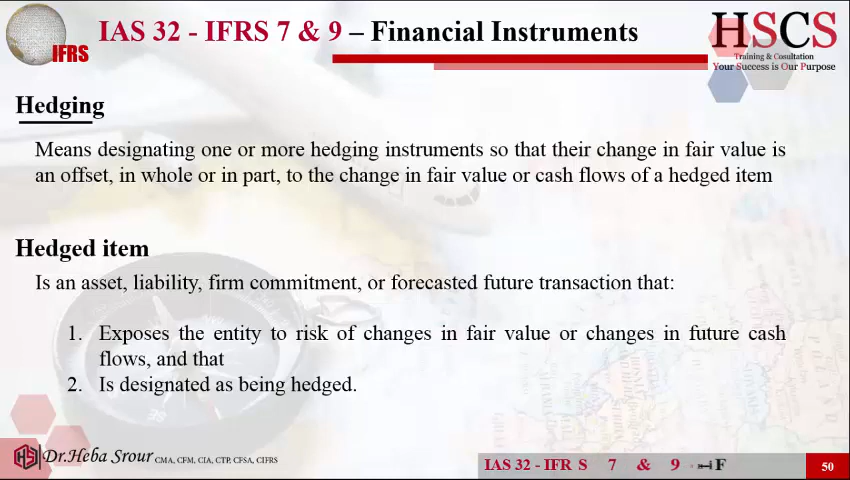 IFRS
IAS 32 - IFRS 7 & 9 – Financial Instruments
HSCS
Training & Cosultation
Your Success is Our Purpose
Hedging
Means designating one or more hedging instruments so that their change in fair value is
an offset, in whole or in part, to the change in fair value or cash flows of a hedged item
Hedged item
Is an asset, liability, firm commitment, or forecasted future transaction that:
1. Exposes the entity to risk of changes in fair value or changes in future cash
flows, and that
2. Is designated as being hedged.
Dr.Heba Srour CMA, CFM, CIA, CTP, CFSA, CIFRS
IAS 32 - IFR S 7 & 9 F
50